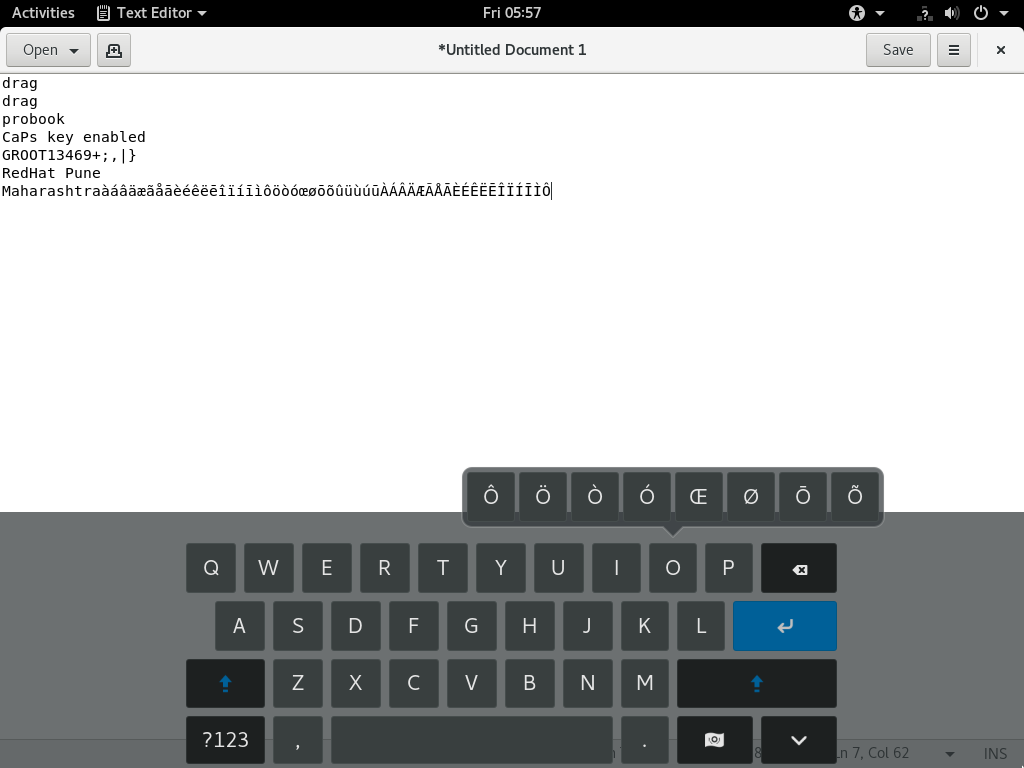 Activities Text Editor Fri 05:57
Open *Untitled Document 1 Save
drag
drag
probook
CaPs key enabled
GROOT13469+;,|}
RedHat Pune
MaharashtraàáâäæãåāèéêëēîïíīìôöòóœøōõûüùúūÀÁÂÄÆÃÅĀÈÉÊËĒÎÏÍĪÌÔ
Ô Ö Ò Ó Œ Ø Ō Õ
Q W E R T Y U I O P
A S D F G H J K L
Z X C V B N M
?123 , .
Ln 7, Col 62 INS